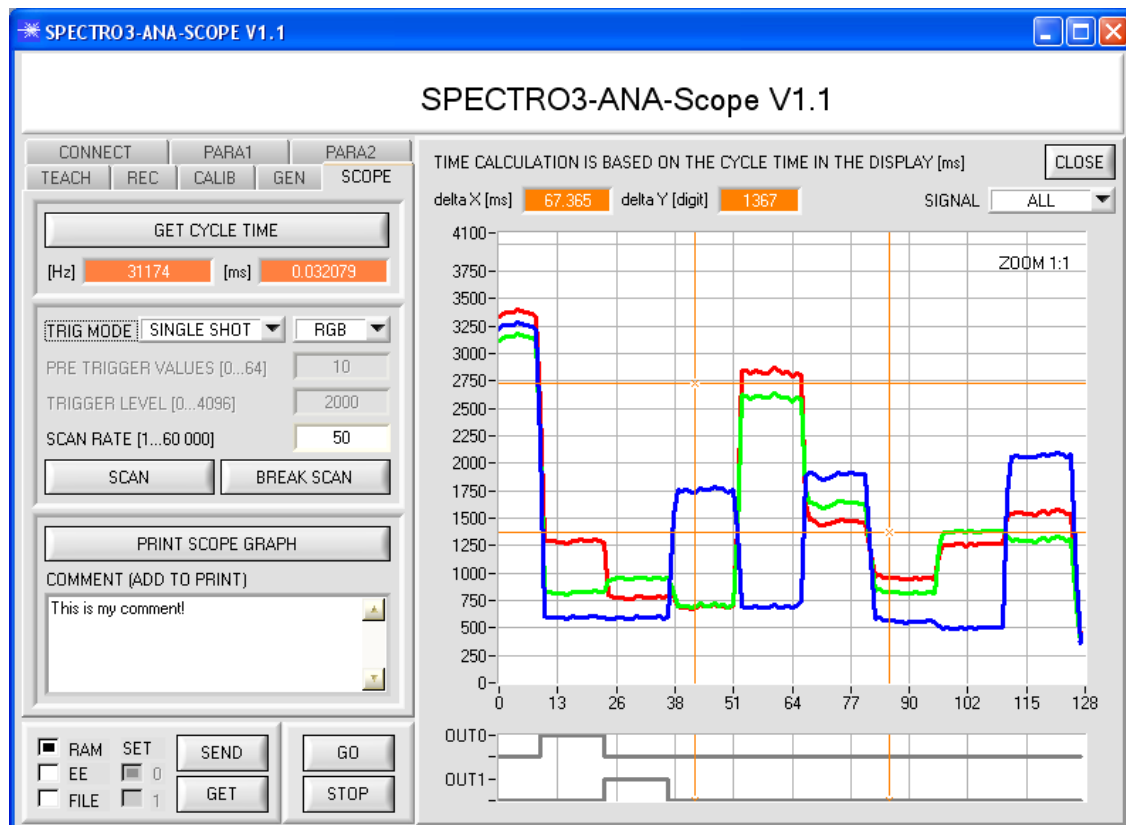 SPECTRO3-ANA-SCOPE V1.1
SPECTRO3-ANA-Scope V1.1
CONNECT PARA1 PARA2
TEACH REC CALIB GEN SCOPE
GET CYCLE TIME
[Hz] 31174 [ms] 0.032079
TRIG MODE SINGLE SHOT RGB
PRE TRIGGER VALUES [0...64] 10
TRIGGER LEVEL [0...4096] 2000
SCAN RATE [1...60 000] 50
SCAN BREAK SCAN
PRINT SCOPE GRAPH
COMMENT (ADD TO PRINT)
This is my comment!
RAM SET SEND GO
EE 0
FILE 1 GET STOP
TIME CALCULATION IS BASED ON THE CYCLE TIME IN THE DISPLAY [ms] CLOSE
delta X [ms] 67.365 delta Y [digit] 1367 SIGNAL ALL
ZOOM 1:1
4100
3750
3500
3250
3000
2750
2500
2250
2000
1750
1500
1250
1000
750
500
250
0
0 13 26 38 51 64 77 90 102 115 128
OUT0
OUT1